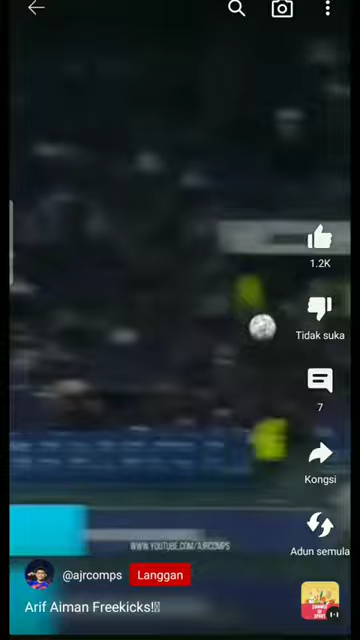 1.2K
Tidak suka
7
Kongsi
Adun semula
WWW.YOUTUBE.COM/AJRCOMPS
@ajrcomps
Langgan
Arif Aiman Freekicks!